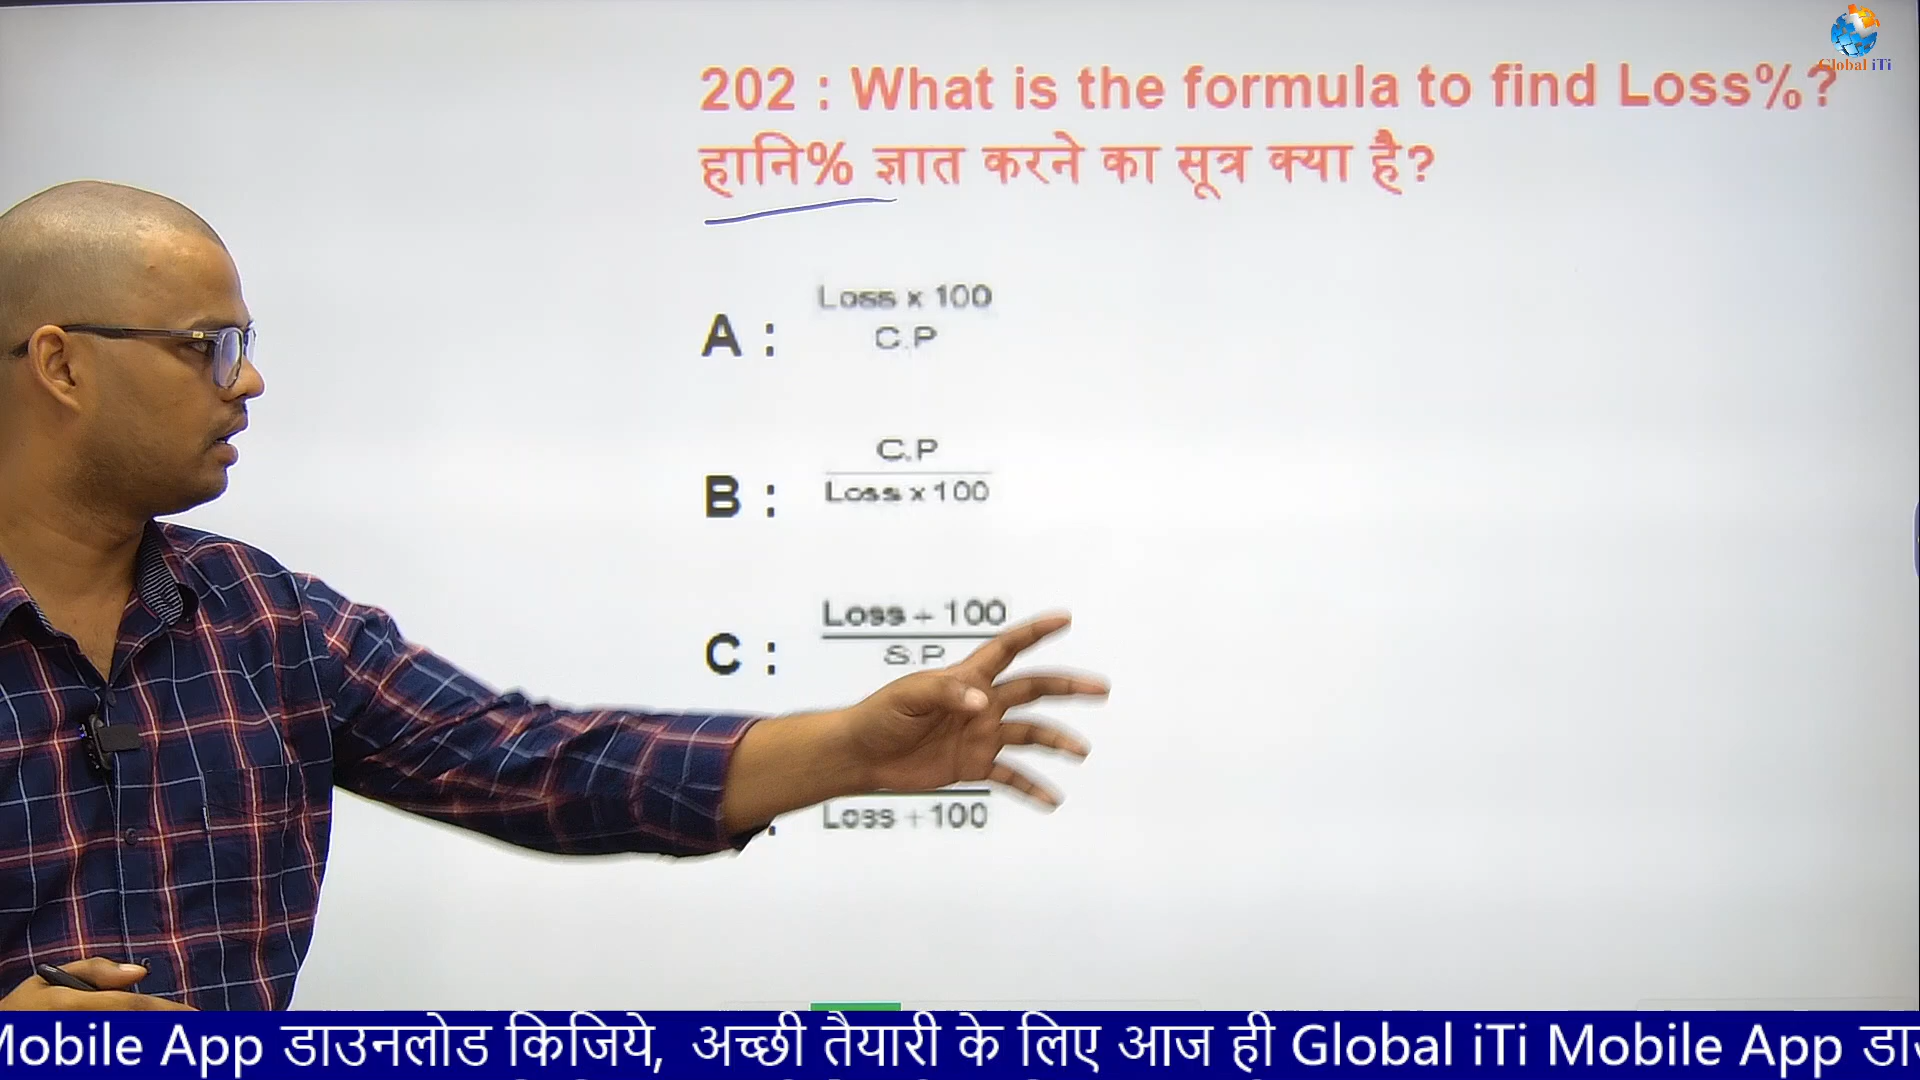 Global iTi
202 : What is the formula to find Loss%?
हानि% ज्ञात करने का सूत्र क्या है?
A :
Loss x 100
C.P
B :
C.P
Loss x 100
C :
Loss ÷ 100
S.P
Loss ÷ 100
Mobile App डाउनलोड किजिये, अच्छी तैयारी के लिए आज ही Global iTi Mobile App